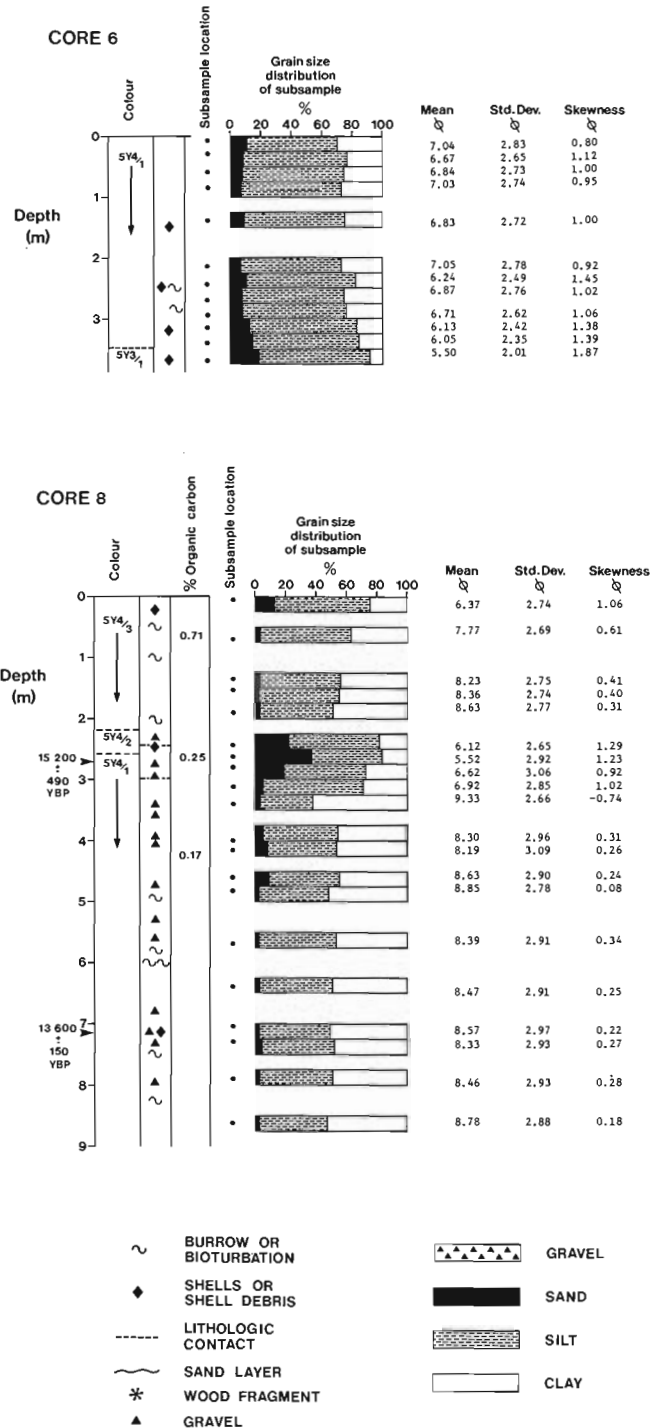 CORE 6
Colour
Subsample location
Grain size
distribution
of subsample
%
0 20 40 60 80 100
Mean
Ø
Std. Dev.
Ø
Skewness
Ø
Depth
(m)
0
1
2
3
5Y4/1
5Y3/1
7.04 2.83 0.80
6.67 2.65 1.12
6.84 2.73 1.00
7.03 2.74 0.95
6.83 2.72 1.00
7.05 2.78 0.92
6.24 2.49 1.45
6.87 2.76 1.02
6.71 2.62 1.06
6.13 2.42 1.38
6.05 2.35 1.39
5.50 2.01 1.87
CORE 8
Colour
% Organic carbon
Subsample location
Grain size
distribution
of subsample
%
0 20 40 60 80 100
Mean
Ø
Std. Dev.
Ø
Skewness
Ø
Depth
(m)
0
1
2
3
4
5
6
7
8
9
5Y4/3
5Y4/2
5Y4/1
0.71
0.25
0.17
15 200
±
490
YBP
13 600
±
150
YBP
6.37 2.74 1.06
7.77 2.69 0.61
8.23 2.75 0.41
8.36 2.74 0.40
8.63 2.77 0.31
6.12 2.65 1.29
5.52 2.92 1.23
6.62 3.06 0.92
6.92 2.85 1.02
9.33 2.66 -0.74
8.30 2.96 0.31
8.19 3.09 0.26
8.63 2.90 0.24
8.85 2.78 0.08
8.39 2.91 0.34
8.47 2.91 0.25
8.57 2.97 0.22
8.33 2.93 0.27
8.46 2.93 0.28
8.78 2.88 0.18
BURROW OR
BIOTURBATION
SHELLS OR
SHELL DEBRIS
LITHOLOGIC
CONTACT
SAND LAYER
WOOD FRAGMENT
GRAVEL
GRAVEL
SAND
SILT
CLAY